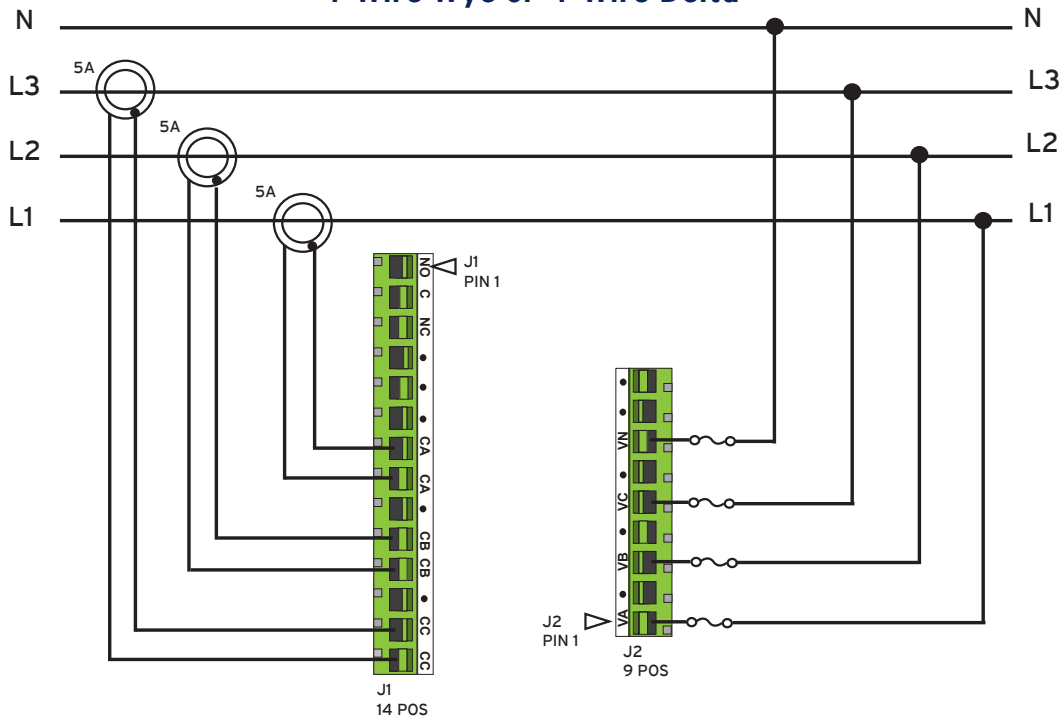 4-Wire Wye or 4-Wire Delta
N
N
5A
L3
L3
5A
L2
L2
5A
L1
L1
NO
C
NC
CA
CA
CB
CB
CC
CC
J1
PIN 1
J1
14 POS
VN
VC
VB
VA
J2
PIN 1
J2
9 POS